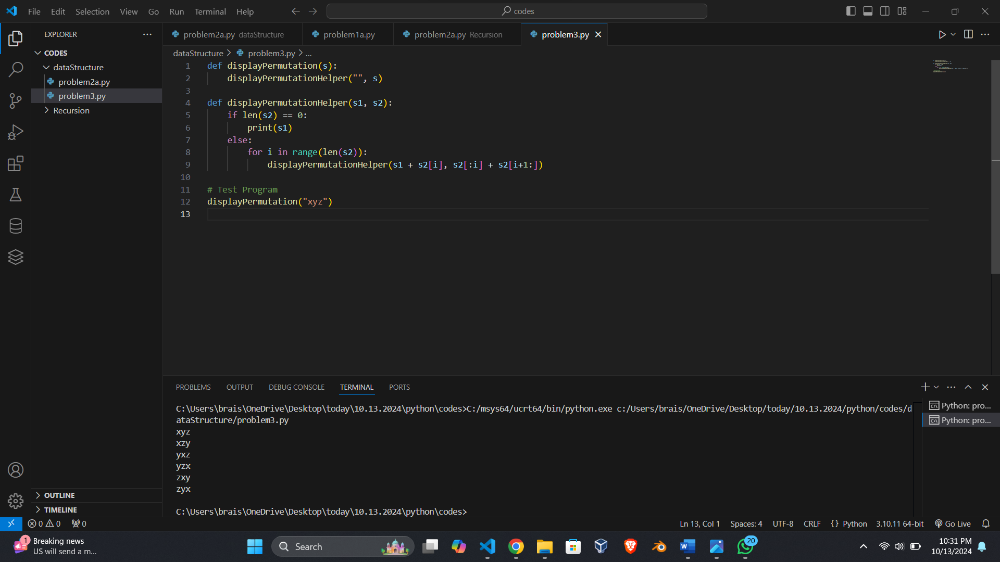 File Edit Selection View Go Run Terminal Help codes
EXPLORER
CODES
dataStructure
problem2a.py
problem3.py
Recursion
OUTLINE
TIMELINE
problem2a.py dataStructure problem1a.py problem2a.py Recursion problem3.py
dataStructure > problem3.py > ...
1 def displayPermutation(s):
2 displayPermutationHelper("", s)
3
4 def displayPermutationHelper(s1, s2):
5 if len(s2) == 0:
6 print(s1)
7 else:
8 for i in range(len(s2)):
9 displayPermutationHelper(s1 + s2[i], s2[:i] + s2[i+1:])
10
11 # Test Program
12 displayPermutation("xyz")
13
PROBLEMS OUTPUT DEBUG CONSOLE TERMINAL PORTS
C:\Users\brais\OneDrive\Desktop\today\10.13.2024\python\codes>C:/msys64/ucrt64/bin/python.exe c:/Users/brais/OneDrive/Desktop/today/10.13.2024/python/codes/d
ataStructure/problem3.py
xyz
xzy
yxz
yzx
zxy
zyx
C:\Users\brais\OneDrive\Desktop\today\10.13.2024\python\codes>
Python: pro...
Python: pro...
0 0 0 Ln 13, Col 1 Spaces: 4 UTF-8 CRLF {} Python 3.10.11 64-bit Go Live
1 Breaking news
US will send a m...
Search
20
10:31 PM
10/13/2024